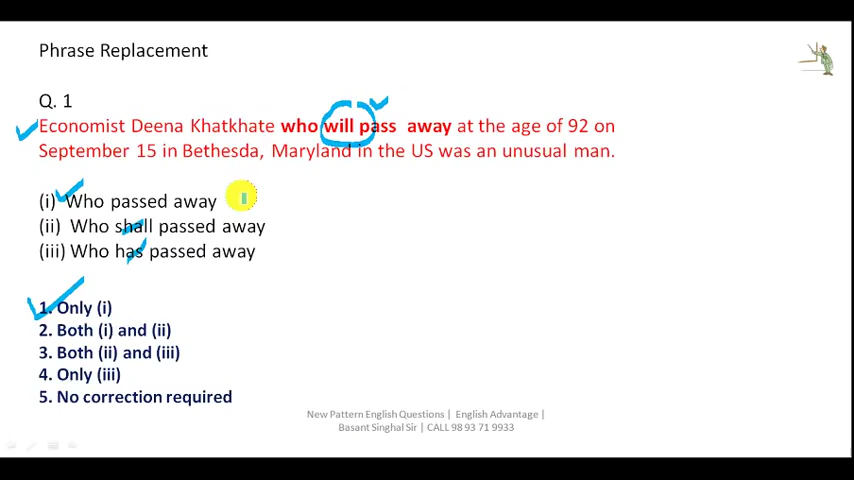 Phrase Replacement
Q. 1
Economist Deena Khatkhate who will pass away at the age of 92 on
September 15 in Bethesda, Maryland in the US was an unusual man.
(i) Who passed away
(ii) Who shall passed away
(iii) Who has passed away
1. Only (i)
2. Both (i) and (ii)
3. Both (ii) and (iii)
4. Only (iii)
5. No correction required
New Pattern English Questions | English Advantage |
Basant Singhal Sir | CALL 98 93 71 9933